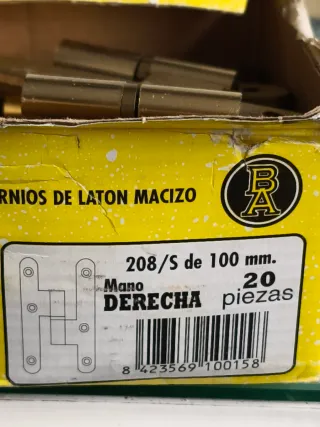 RNIOS DE LATON MACIZO
BA
208/S de 100 mm.
Mano
DERECHA
20
piezas
8 423569 100158